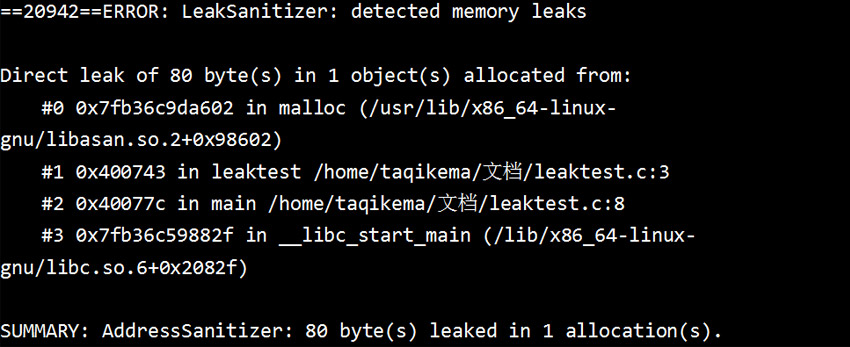 ==20942==ERROR: LeakSanitizer: detected memory leaks
Direct leak of 80 byte(s) in 1 object(s) allocated from:
#0 0x7fb36c9da602 in malloc (/usr/lib/x86_64-linux-
gnu/libasan.so.2+0x98602)
#1 0x400743 in leaktest /home/taqikema/文档/leaktest.c:3
#2 0x40077c in main /home/taqikema/文档/leaktest.c:8
#3 0x7fb36c59882f in __libc_start_main (/lib/x86_64-linux-
gnu/libc.so.6+0x2082f)
SUMMARY: AddressSanitizer: 80 byte(s) leaked in 1 allocation(s).